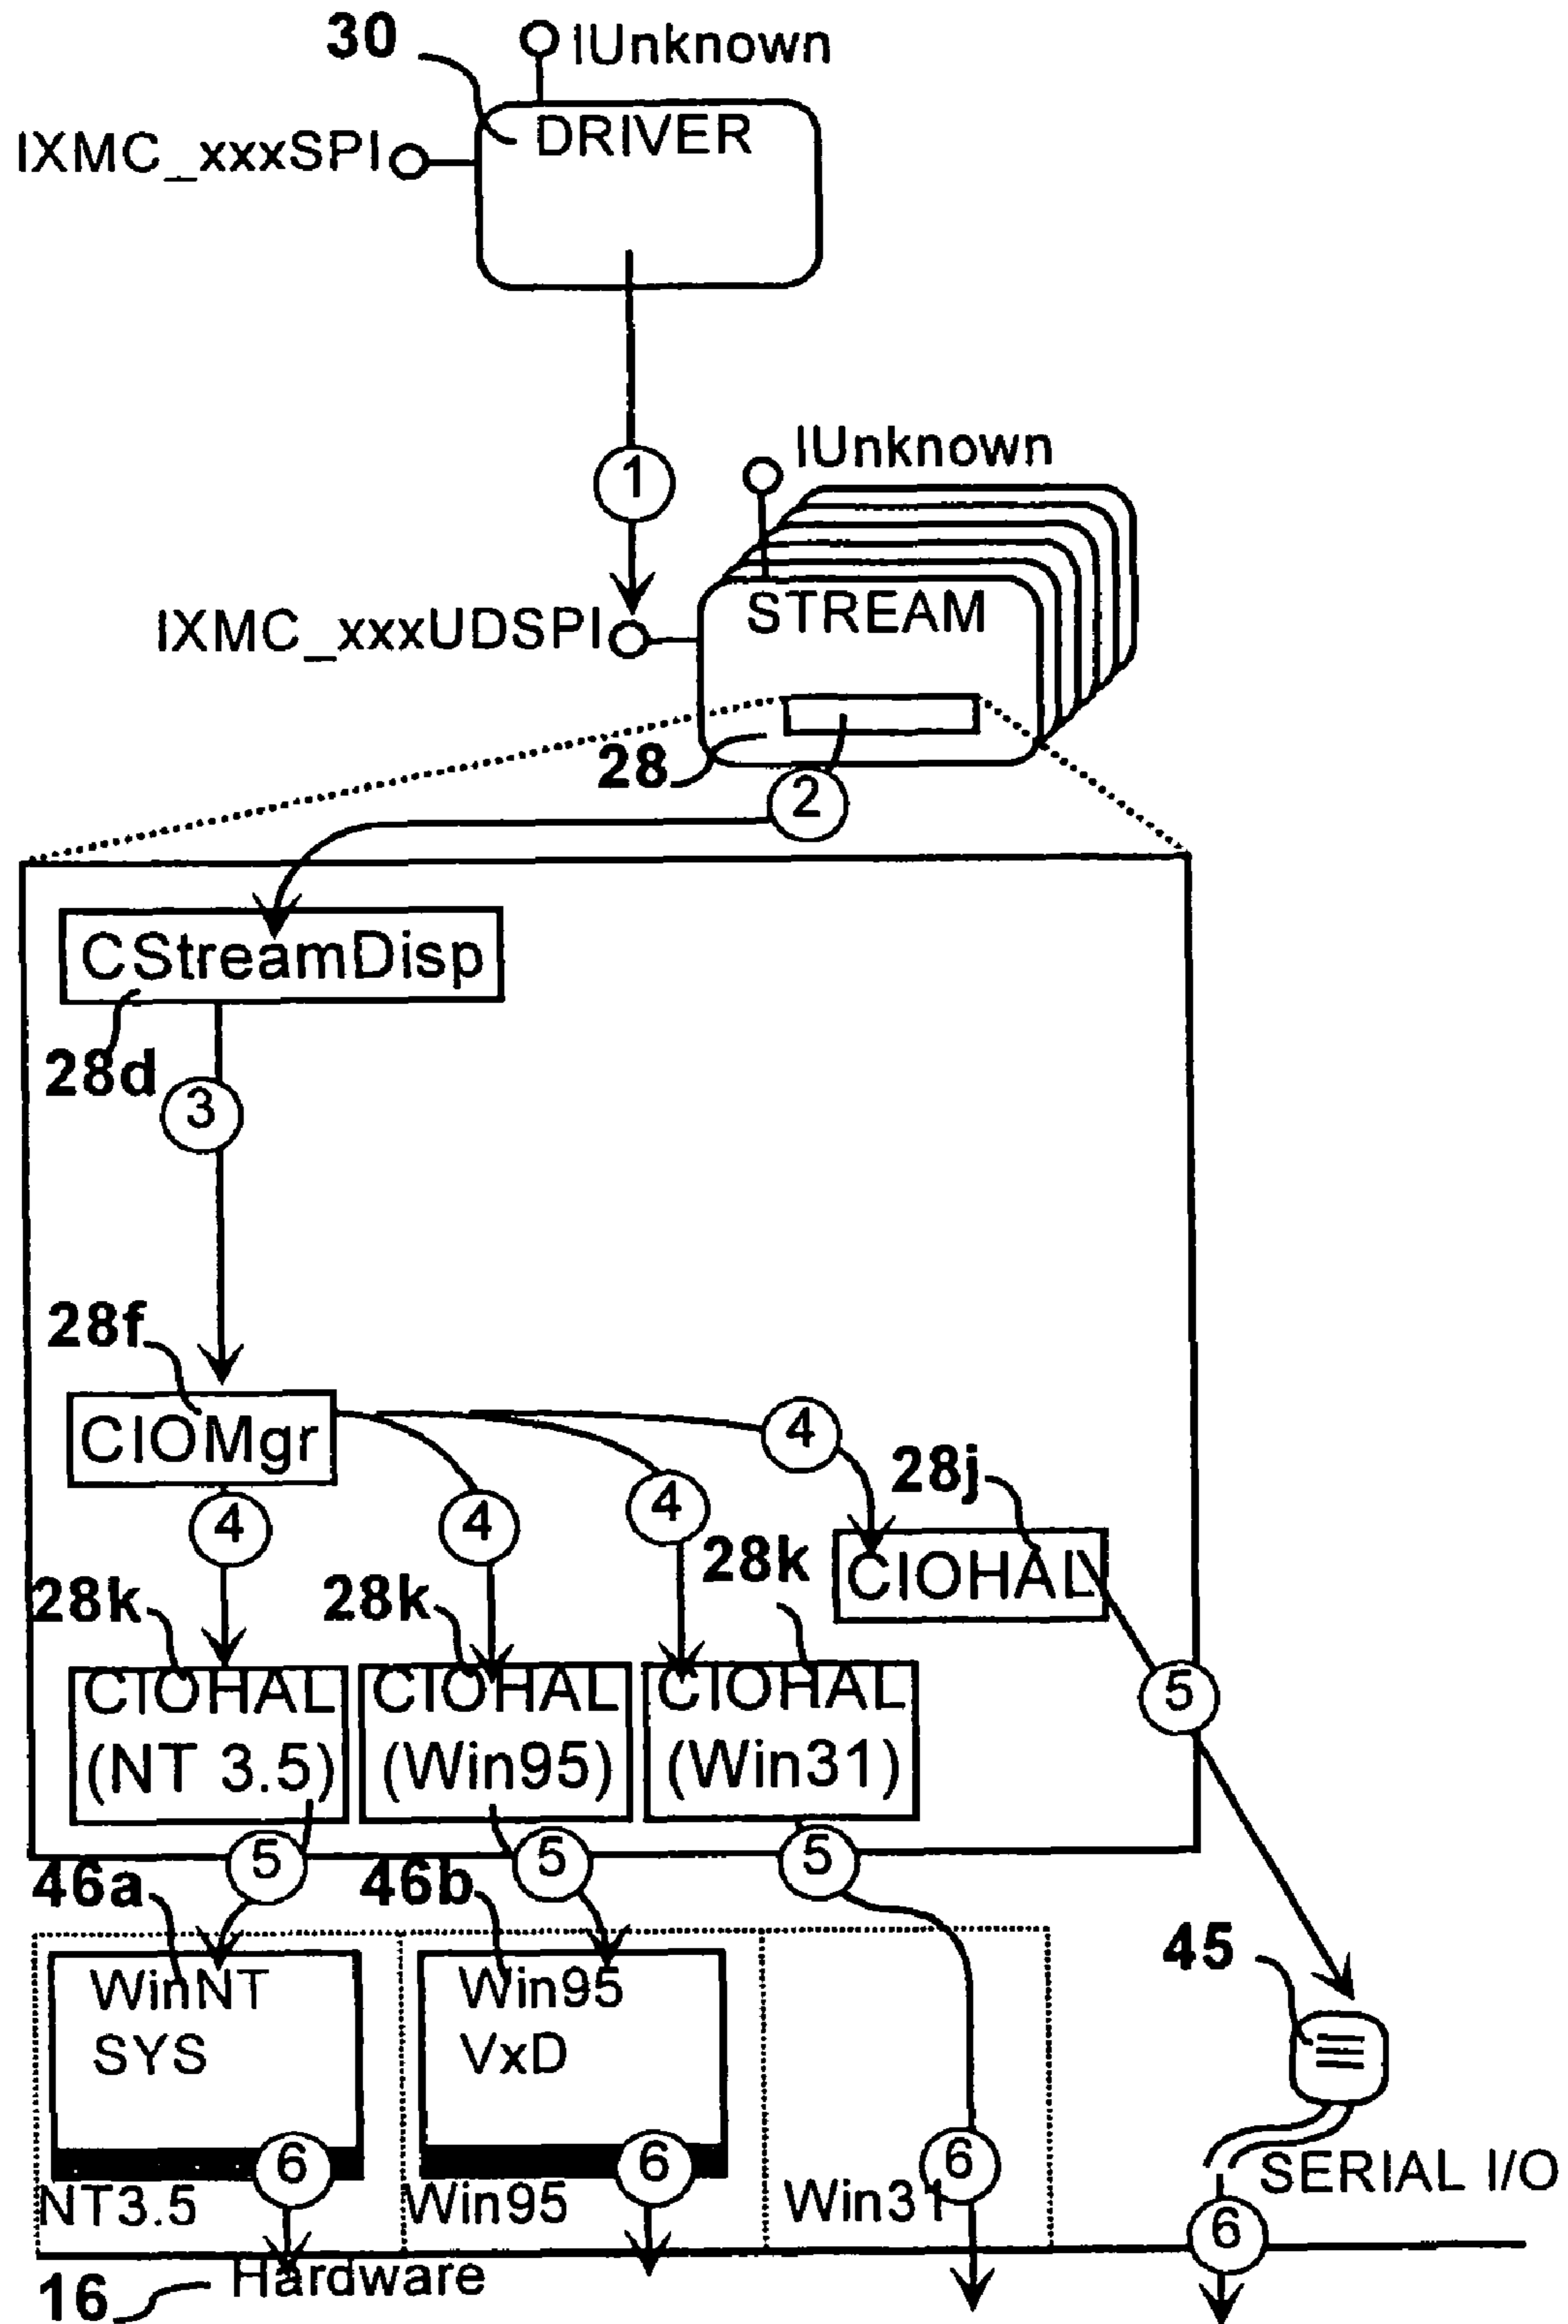 30
IUnknown
DRIVER
IXMC_xxxSPI
1
IUnknown
STREAM
IXMC_xxxUDSPI
28
2
CStreamDisp
28d
3
28f
CIOMgr
4
4
4
4
28j
CIOHAL
28k
28k
28k
CIOHAL
(NT 3.5)
CIOHAL
(Win95)
CIOHAL
(Win31)
5
5
5
5
46a
46b
45
WinNT
SYS
Win95
VxD
6
6
6
6
NT3.5
Win95
Win31
SERIAL I/O
16
Hardware